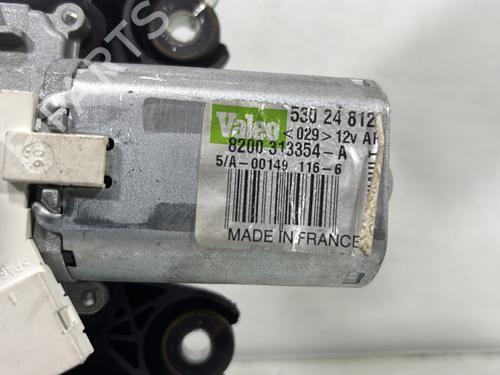 Valeo
530 24 812
<029> 12v AR
8200 313354-A
5/A-00149 116-6
MADE IN FRANCE